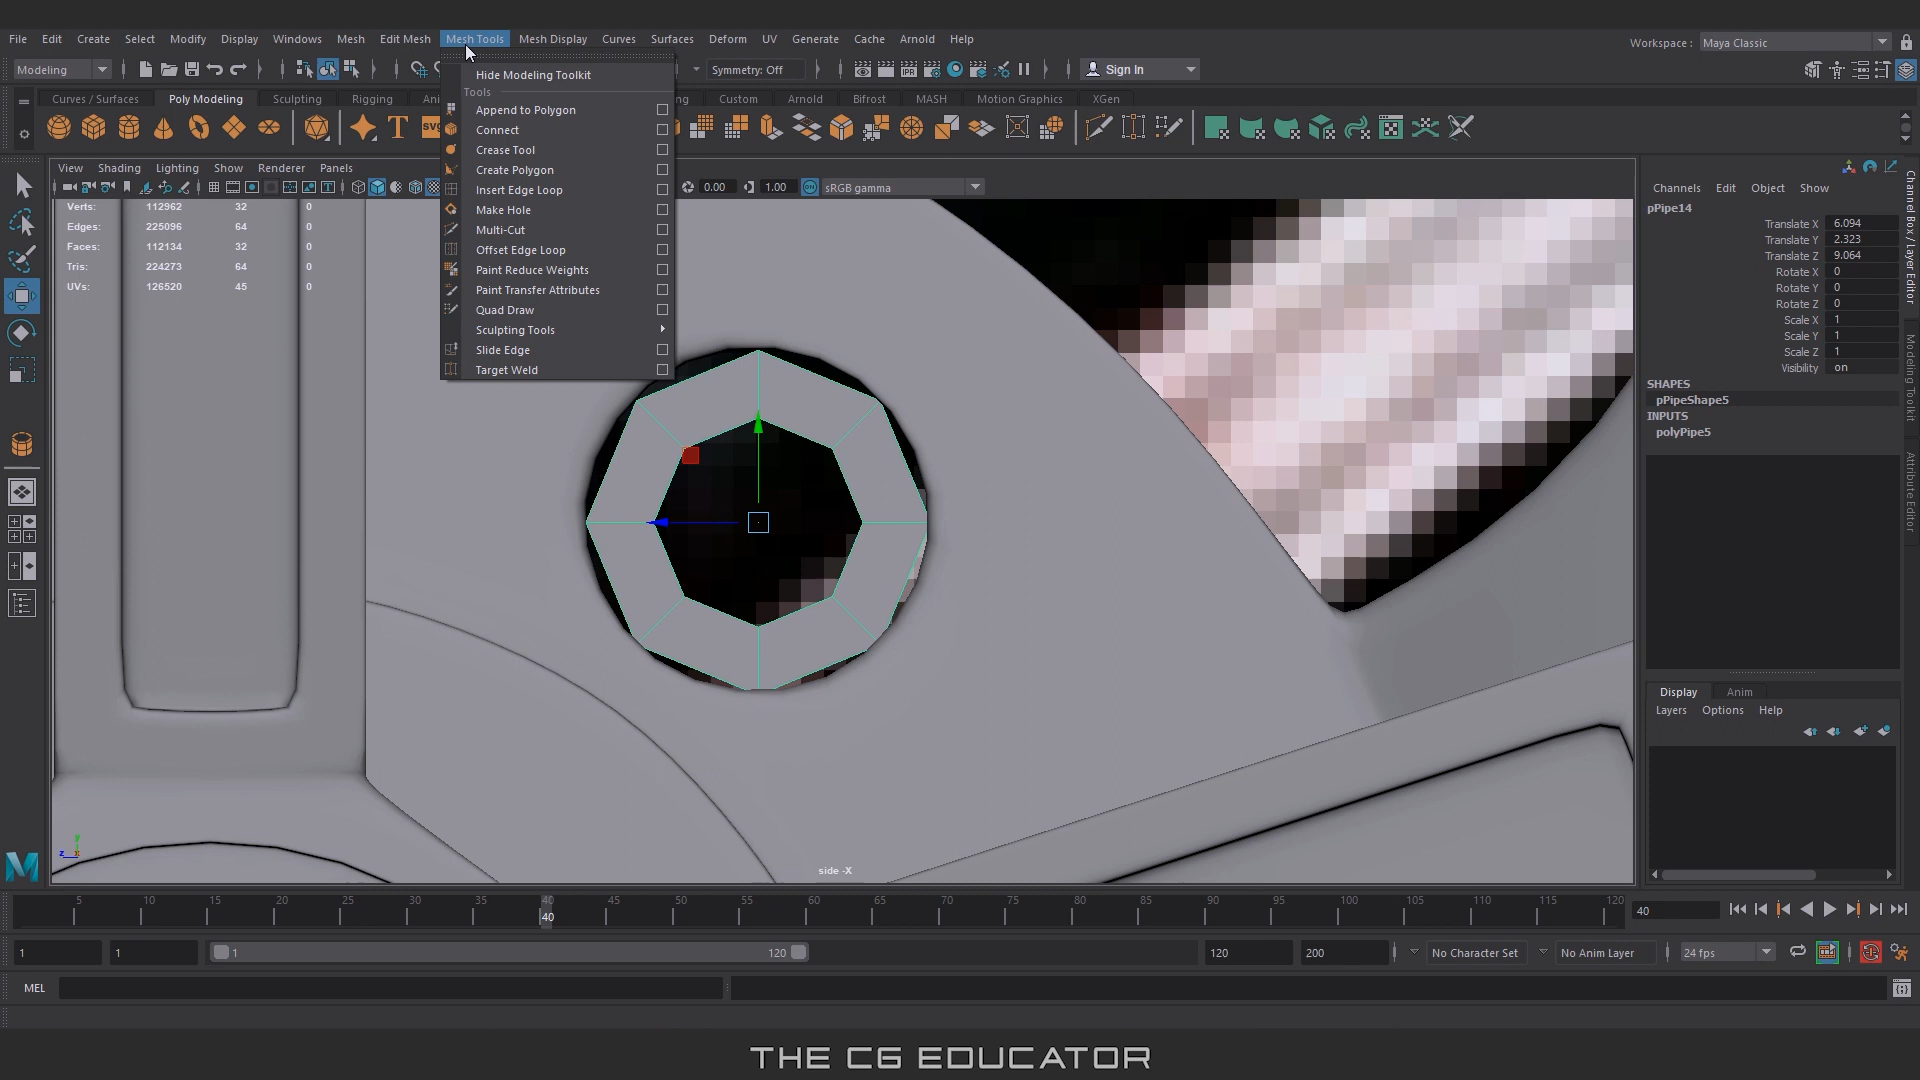 File Edit Create Select Modify Display Windows Mesh Edit Mesh Mesh Tools Mesh Display Curves Surfaces Deform UV Generate Cache Arnold Help
Workspace : Maya Classic
Modeling Symmetry: Off Sign In
Curves / Surfaces Poly Modeling Sculpting Rigging Custom Arnold Bifrost MASH Motion Graphics XGen
View Shading Lighting Show Renderer Panels
0.00 1.00 ON sRGB gamma
Hide Modeling Toolkit
Tools
Append to Polygon
Connect
Crease Tool
Create Polygon
Insert Edge Loop
Make Hole
Multi-Cut
Offset Edge Loop
Paint Reduce Weights
Paint Transfer Attributes
Quad Draw
Sculpting Tools
Slide Edge
Target Weld
Verts: 112962 32 0
Edges: 225096 64 0
Faces: 112134 32 0
Tris: 224273 64 0
UVs: 126520 45 0
side -X
Channels Edit Object Show
pPipe14
Translate X 6.094
Translate Y 2.323
Translate Z 9.064
Rotate X 0
Rotate Y 0
Rotate Z 0
Scale X 1
Scale Y 1
Scale Z 1
Visibility on
SHAPES
pPipeShape5
INPUTS
polyPipe5
Channel Box / Layer Editor
Modeling Toolkit
Attribute Editor
Display Anim
Layers Options Help
5 10 15 20 25 30 35 40 45 50 55 60 65 70 75 80 85 90 95 100 105 110 115 120
40
40
1 1 1 120 120 200 No Character Set No Anim Layer 24 fps
MEL
THE CG EDUCATOR